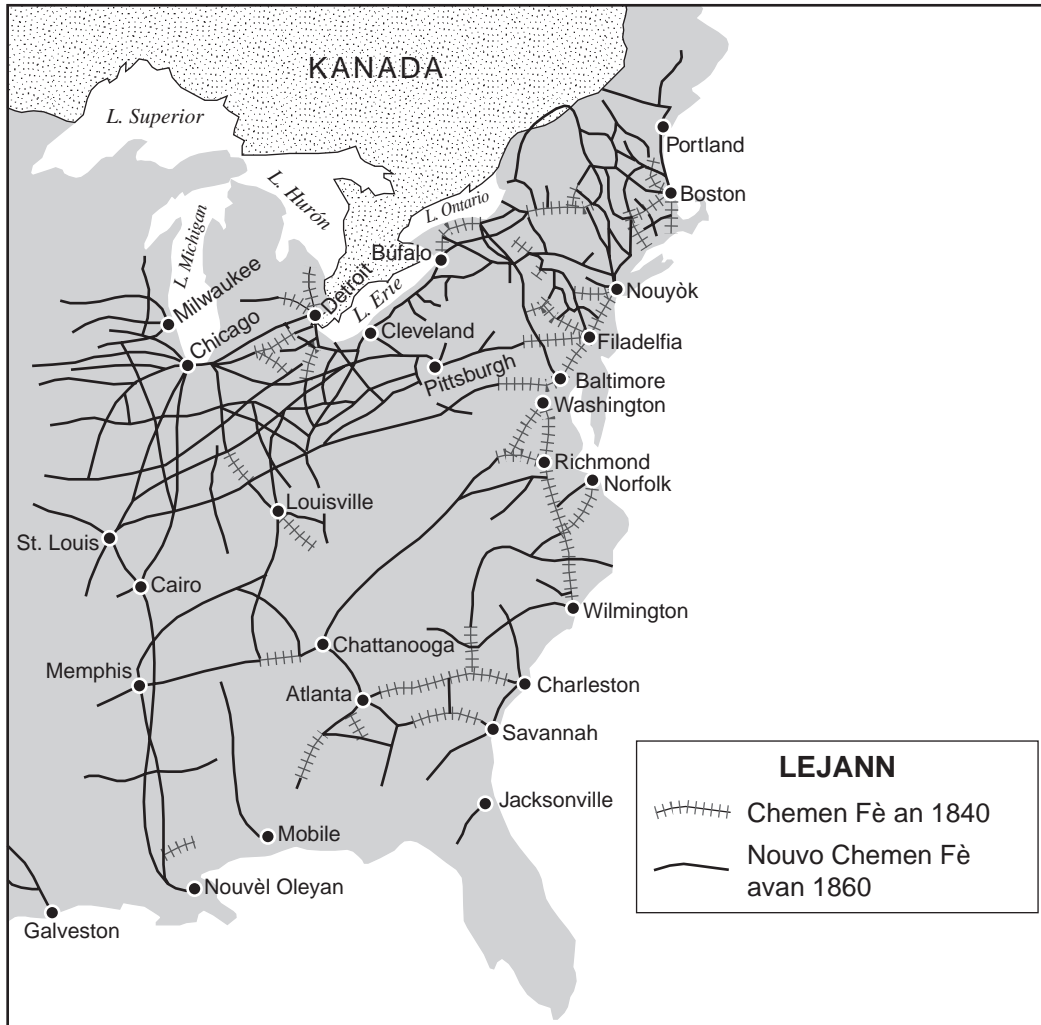 KANADA
L. Superior
L. Hurón
L. Michigan
L. Ontario
L. Erie
Portland
Boston
Búfalo
Nouyòk
Detroit
Milwaukee
Chicago
Cleveland
Filadelfia
Pittsburgh
Baltimore
Washington
Richmond
Norfolk
Louisville
St. Louis
Cairo
Wilmington
Chattanooga
Memphis
Atlanta
Charleston
Savannah
Jacksonville
Mobile
Nouvèl Oleyan
Galveston
LEJANN
Chemen Fè an 1840
Nouvo Chemen Fè
avan 1860